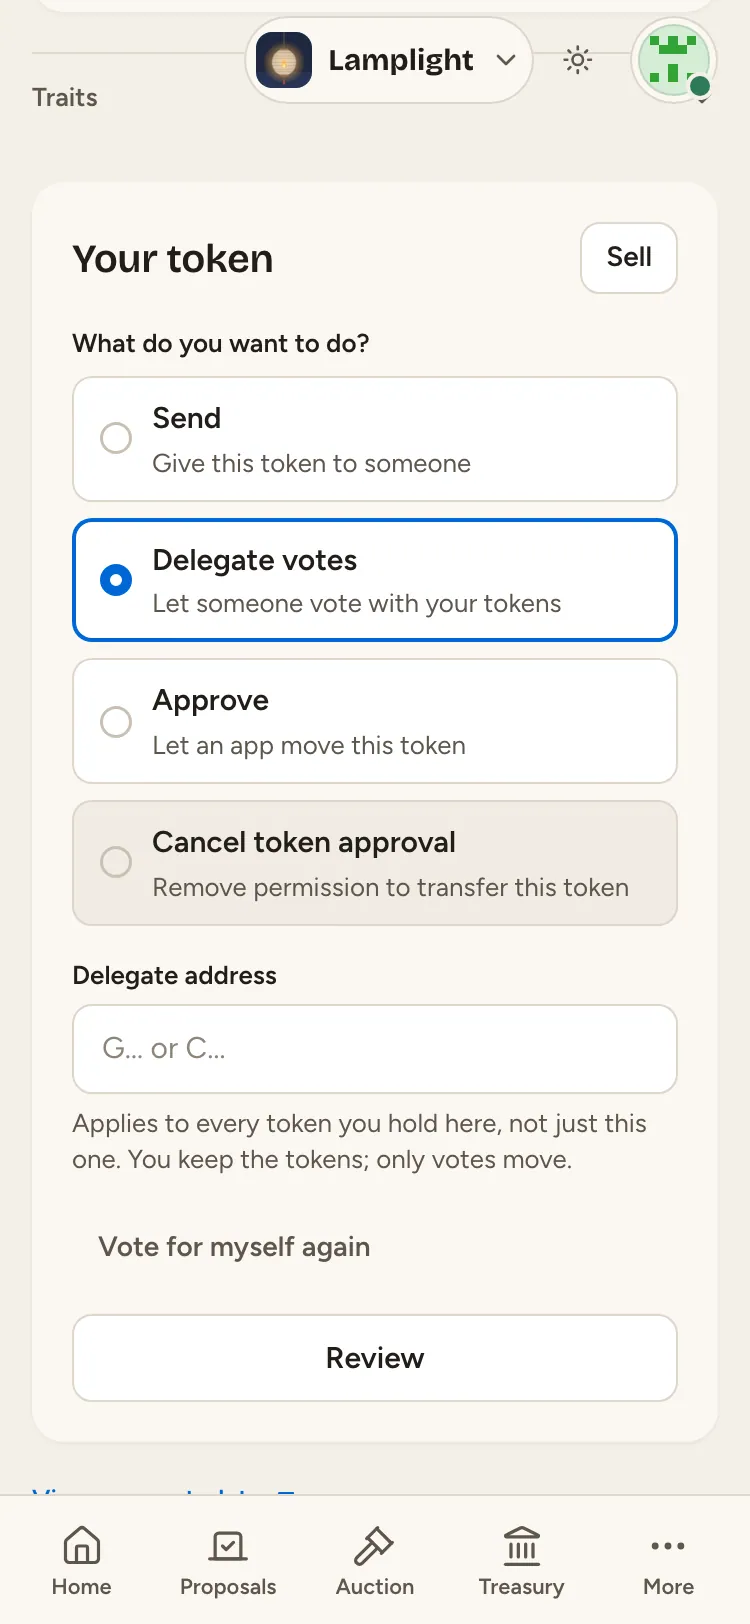 Lamplight
Traits
Your token
Sell
What do you want to do?
Send
Give this token to someone
Delegate votes
Let someone vote with your tokens
Approve
Let an app move this token
Cancel token approval
Remove permission to transfer this token
Delegate address
G... or C...
Applies to every token you hold here, not just this
one. You keep the tokens; only votes move.
Vote for myself again
Review
Home
Proposals
Auction
Treasury
More